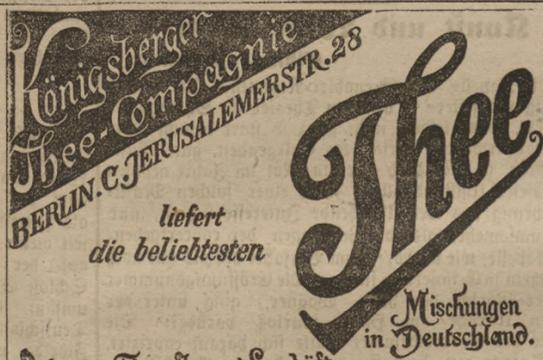 Königsberger
Thee-Compagnie
BERLIN. C. JERUSALEMERSTR. 28
liefert
die beliebtesten
Thee
Mischungen
in Deutschland.